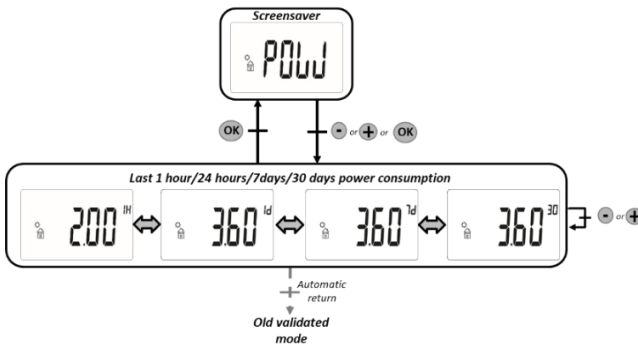 Screensaver
POW
OK
- or + or OK
Last 1 hour/24 hours/7days/30 days power consumption
2.00 1H
3.60 1d
3.60 7d
3.60 30
- or +
Automatic
return
Old validated
mode